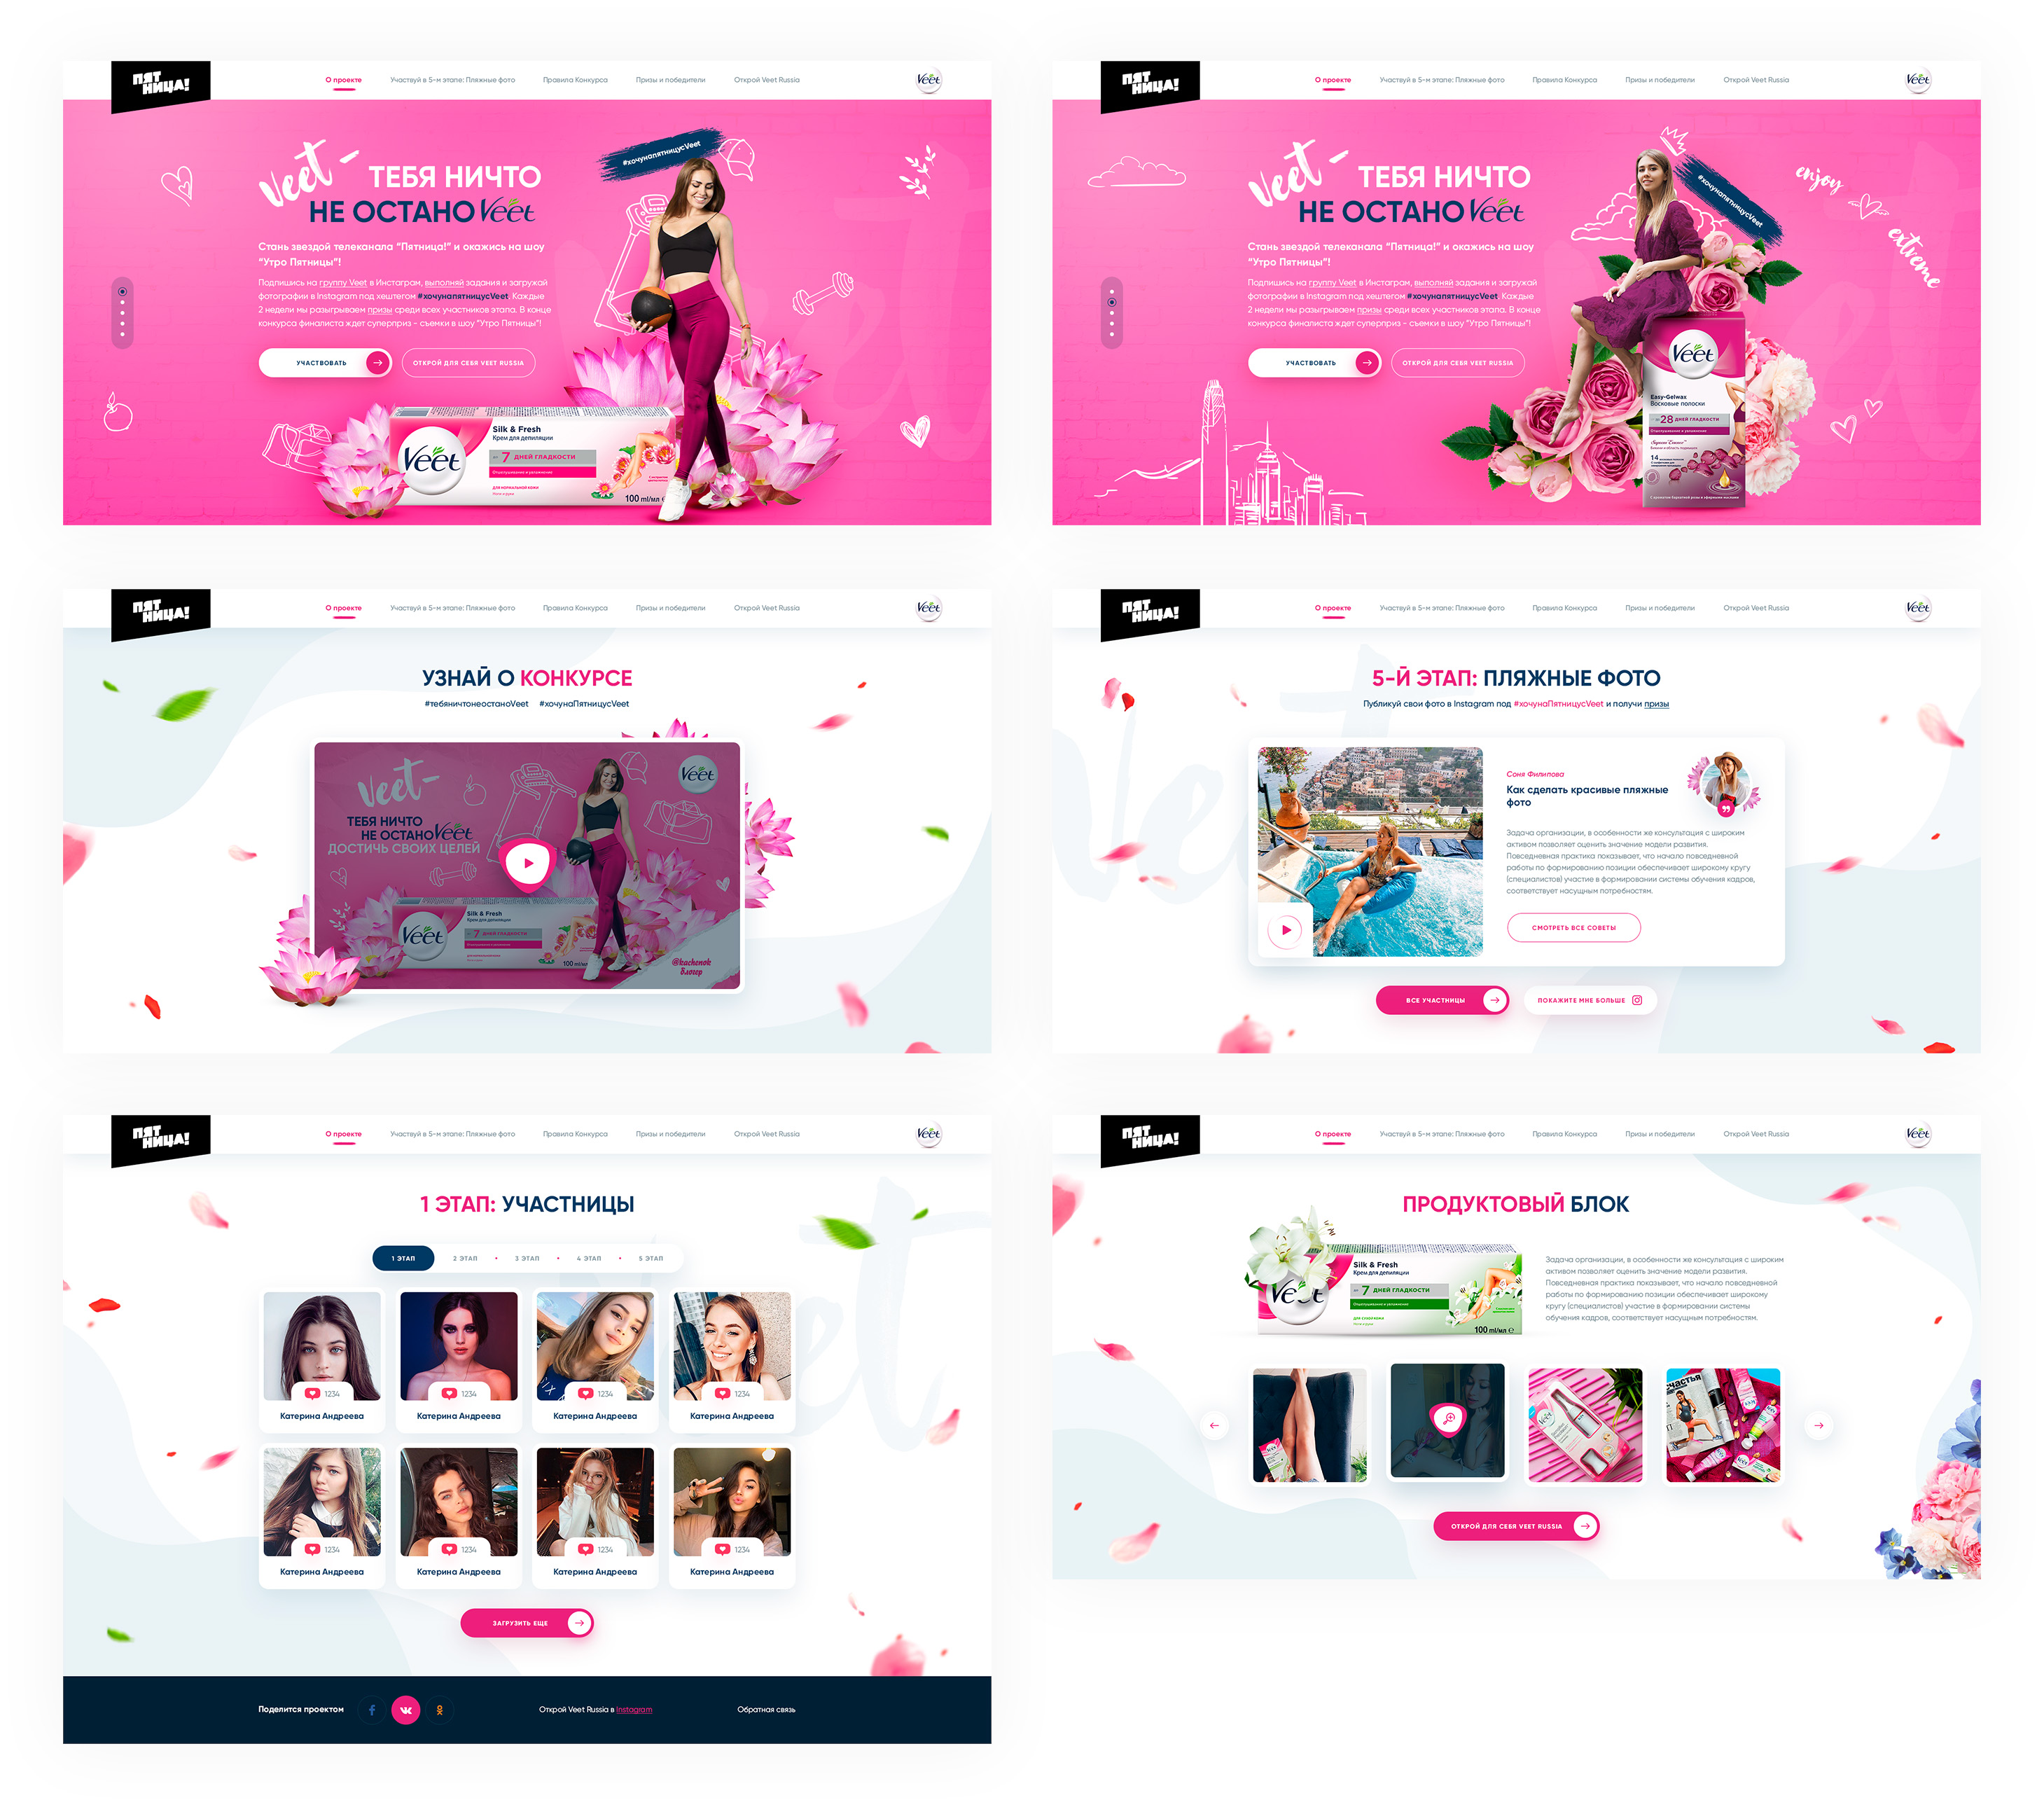 ПЯТНИЦА!
О проекте
Участвуй в 5-м этапе: Пляжные фото
Правила Конкурса
Призы и победители
Открой Veet Russia
Veet
#хочунапятницусVeet
Veet -
ТЕБЯ НИЧТО
НЕ ОСТАНОVeet
Стань звездой телеканала “Пятница!” и окажись на шоу
“Утро Пятницы”!
Подпишись на группу Veet в Инстаграм, выполняй задания и загружай
фотографии в Instagram под хештегом #хочунапятницусVeet. Каждые
2 недели мы разыгрываем призы среди всех участников этапа. В конце
конкурса финалиста ждет суперприз - съемки в шоу “Утро Пятницы”!
УЧАСТВОВАТЬ
ОТКРОЙ ДЛЯ СЕБЯ VEET RUSSIA
Veet
Silk & Fresh
Крем для депиляции
7 ДНЕЙ ГЛАДКОСТИ
100 ml/мл
ПЯТНИЦА!
О проекте
Участвуй в 5-м этапе: Пляжные фото
Правила Конкурса
Призы и победители
Открой Veet Russia
Veet
Veet -
ТЕБЯ НИЧТО
НЕ ОСТАНОVeet
#хочунапятницусVeet
enjoy
extreme
Стань звездой телеканала “Пятница!” и окажись на шоу
“Утро Пятницы”!
Подпишись на группу Veet в Инстаграм, выполняй задания и загружай
фотографии в Instagram под хештегом #хочунапятницусVeet. Каждые
2 недели мы разыгрываем призы среди всех участников этапа. В конце
конкурса финалиста ждет суперприз - съемки в шоу “Утро Пятницы”!
УЧАСТВОВАТЬ
ОТКРОЙ ДЛЯ СЕБЯ VEET RUSSIA
Veet
Easy-Gelwax
Восковые полоски
28 ДНЕЙ ГЛАДКОСТИ
14
ПЯТНИЦА!
О проекте
Участвуй в 5-м этапе: Пляжные фото
Правила Конкурса
Призы и победители
Открой Veet Russia
Veet
УЗНАЙ О КОНКУРСЕ
#тебяничтонеостаноVeet #хочунаПятницусVeet
Veet -
Veet
ТЕБЯ НИЧТО
НЕ ОСТАНОVeet
ДОСТИЧЬ СВОИХ ЦЕЛЕЙ
Veet
Silk & Fresh
Крем для депиляции
7 ДНЕЙ ГЛАДКОСТИ
100 ml/мл
@kachenok
блогер
ПЯТНИЦА!
О проекте
Участвуй в 5-м этапе: Пляжные фото
Правила Конкурса
Призы и победители
Открой Veet Russia
Veet
5-Й ЭТАП: ПЛЯЖНЫЕ ФОТО
Публикуй свои фото в Instagram под #хочунаПятницусVeet и получи призы
Соня Филипова
Как сделать красивые пляжные
фото
Задача организации, в особенности же консультация с широким
активом позволяет оценить значение модели развития.
Повседневная практика показывает, что начало повседневной
работы по формированию позиции обеспечивает широкому кругу
(специалистов) участие в формировании системы обучения кадров,
соответствует насущным потребностям.
СМОТРЕТЬ ВСЕ СОВЕТЫ
ВСЕ УЧАСТНИЦЫ
ПОКАЖИТЕ МНЕ БОЛЬШЕ
ПЯТНИЦА!
О проекте
Участвуй в 5-м этапе: Пляжные фото
Правила Конкурса
Призы и победители
Открой Veet Russia
Veet
1 ЭТАП: УЧАСТНИЦЫ
1 ЭТАП
2 ЭТАП
3 ЭТАП
4 ЭТАП
5 ЭТАП
1234
1234
1234
1234
Катерина Андреева
Катерина Андреева
Катерина Андреева
Катерина Андреева
1234
1234
1234
1234
Катерина Андреева
Катерина Андреева
Катерина Андреева
Катерина Андреева
ЗАГРУЗИТЬ ЕЩЕ
Поделится проектом
Открой Veet Russia в Instagram
Обратная связь
ПЯТНИЦА!
О проекте
Участвуй в 5-м этапе: Пляжные фото
Правила Конкурса
Призы и победители
Открой Veet Russia
Veet
ПРОДУКТОВЫЙ БЛОК
Veet
Silk & Fresh
Крем для депиляции
7 ДНЕЙ ГЛАДКОСТИ
100 ml/мл
Задача организации, в особенности же консультация с широким
активом позволяет оценить значение модели развития.
Повседневная практика показывает, что начало повседневной
работы по формированию позиции обеспечивает широкому
кругу (специалистов) участие в формировании системы
обучения кадров, соответствует насущным потребностям.
ОТКРОЙ ДЛЯ СЕБЯ VEET RUSSIA